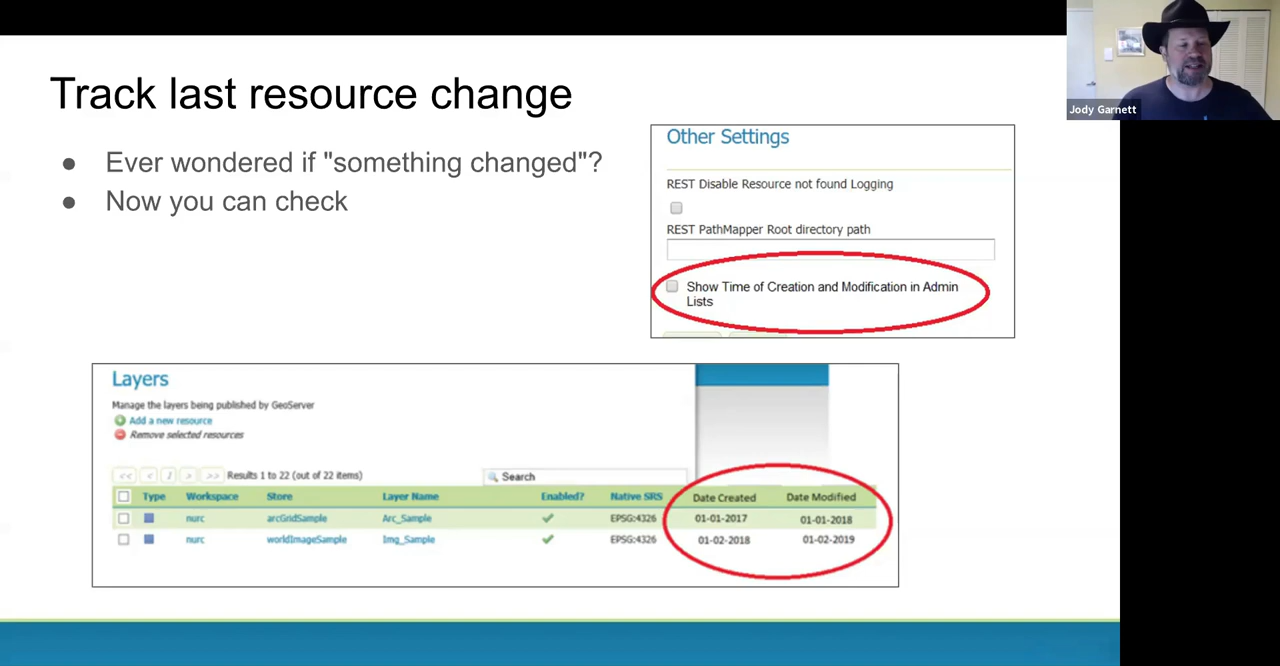 Jody Garnett
Track last resource change
● Ever wondered if "something changed"?
● Now you can check
Other Settings
REST Disable Resource not found Logging
REST PathMapper Root directory path
Show Time of Creation and Modification in Admin
Lists
Layers
Manage the layers being published by GeoServer
Add a new resource
Remove selected resources
<< < 1 > >> Results 1 to 22 (out of 22 items) Search
Type Workspace Store Layer Name Enabled? Native SRS Date Created Date Modified
nurc arcGridSample Arc_Sample EPSG:4326 01-01-2017 01-01-2018
nurc worldImageSample Img_Sample EPSG:4326 01-02-2018 01-02-2019